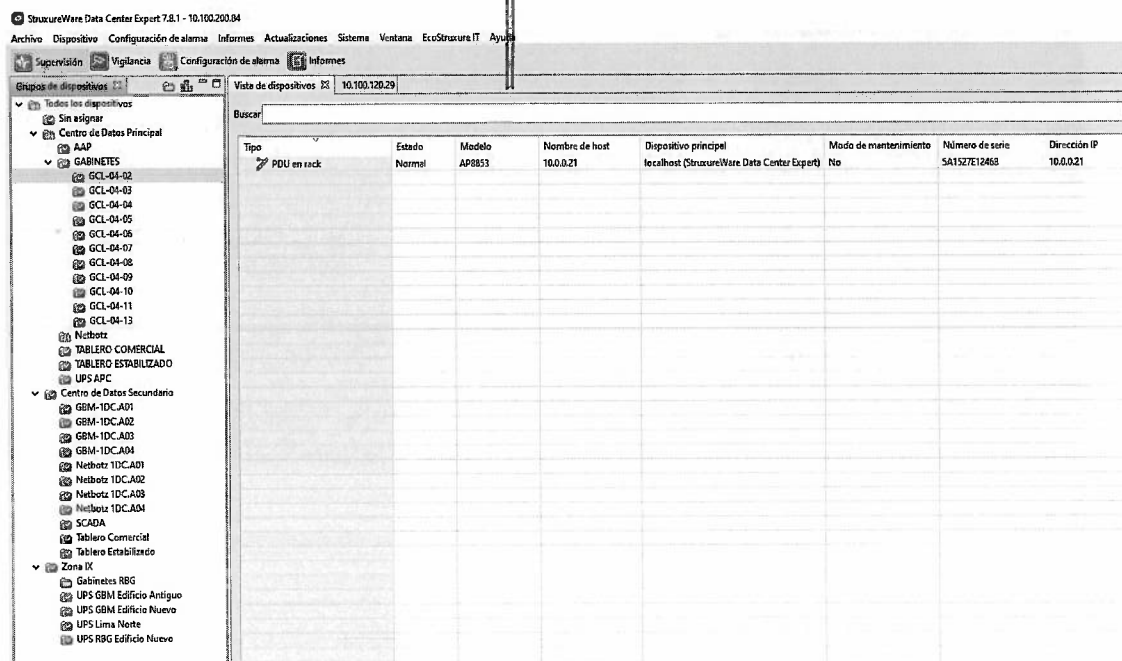 StruxureWare Data Center Expert 7.8.1 - 10.100.200.84
Archivo Dispositivo Configuración de alarma Informes Actualizaciones Sistema Ventana EcoStruxure IT Ayuda
Supervisión Vigilancia Configuración de alarma Informes
Grupos de dispositivos
Vista de dispositivos 10.100.120.29
Todos los dispositivos
Sin asignar
Centro de Datos Principal
AAP
GABINETES
GCL-04-02
GCL-04-03
GCL-04-04
GCL-04-05
GCL-04-06
GCL-04-07
GCL-04-08
GCL-04-09
GCL-04-10
GCL-04-11
GCL-04-13
Netbotz
TABLERO COMERCIAL
TABLERO ESTABILIZADO
UPS APC
Centro de Datos Secundario
GBM-1DC.A01
GBM-1DC.A02
GBM-1DC.A03
GBM-1DC.A04
Netbotz 1DC.A01
Netbotz 1DC.A02
Netbotz 1DC.A03
Netbotz 1DC.A04
SCADA
Tablero Comercial
Tablero Estabilizado
Zona IX
Gabinetes RBG
UPS GBM Edificio Antiguo
UPS GBM Edificio Nuevo
UPS Lima Norte
UPS RBG Edificio Nuevo
Buscar
Tipo Estado Modelo Nombre de host Dispositivo principal Modo de mantenimiento Número de serie Dirección IP
PDU en rack Normal AP8853 10.0.0.21 localhost (StruxureWare Data Center Expert) No 5A1527E12468 10.0.0.21